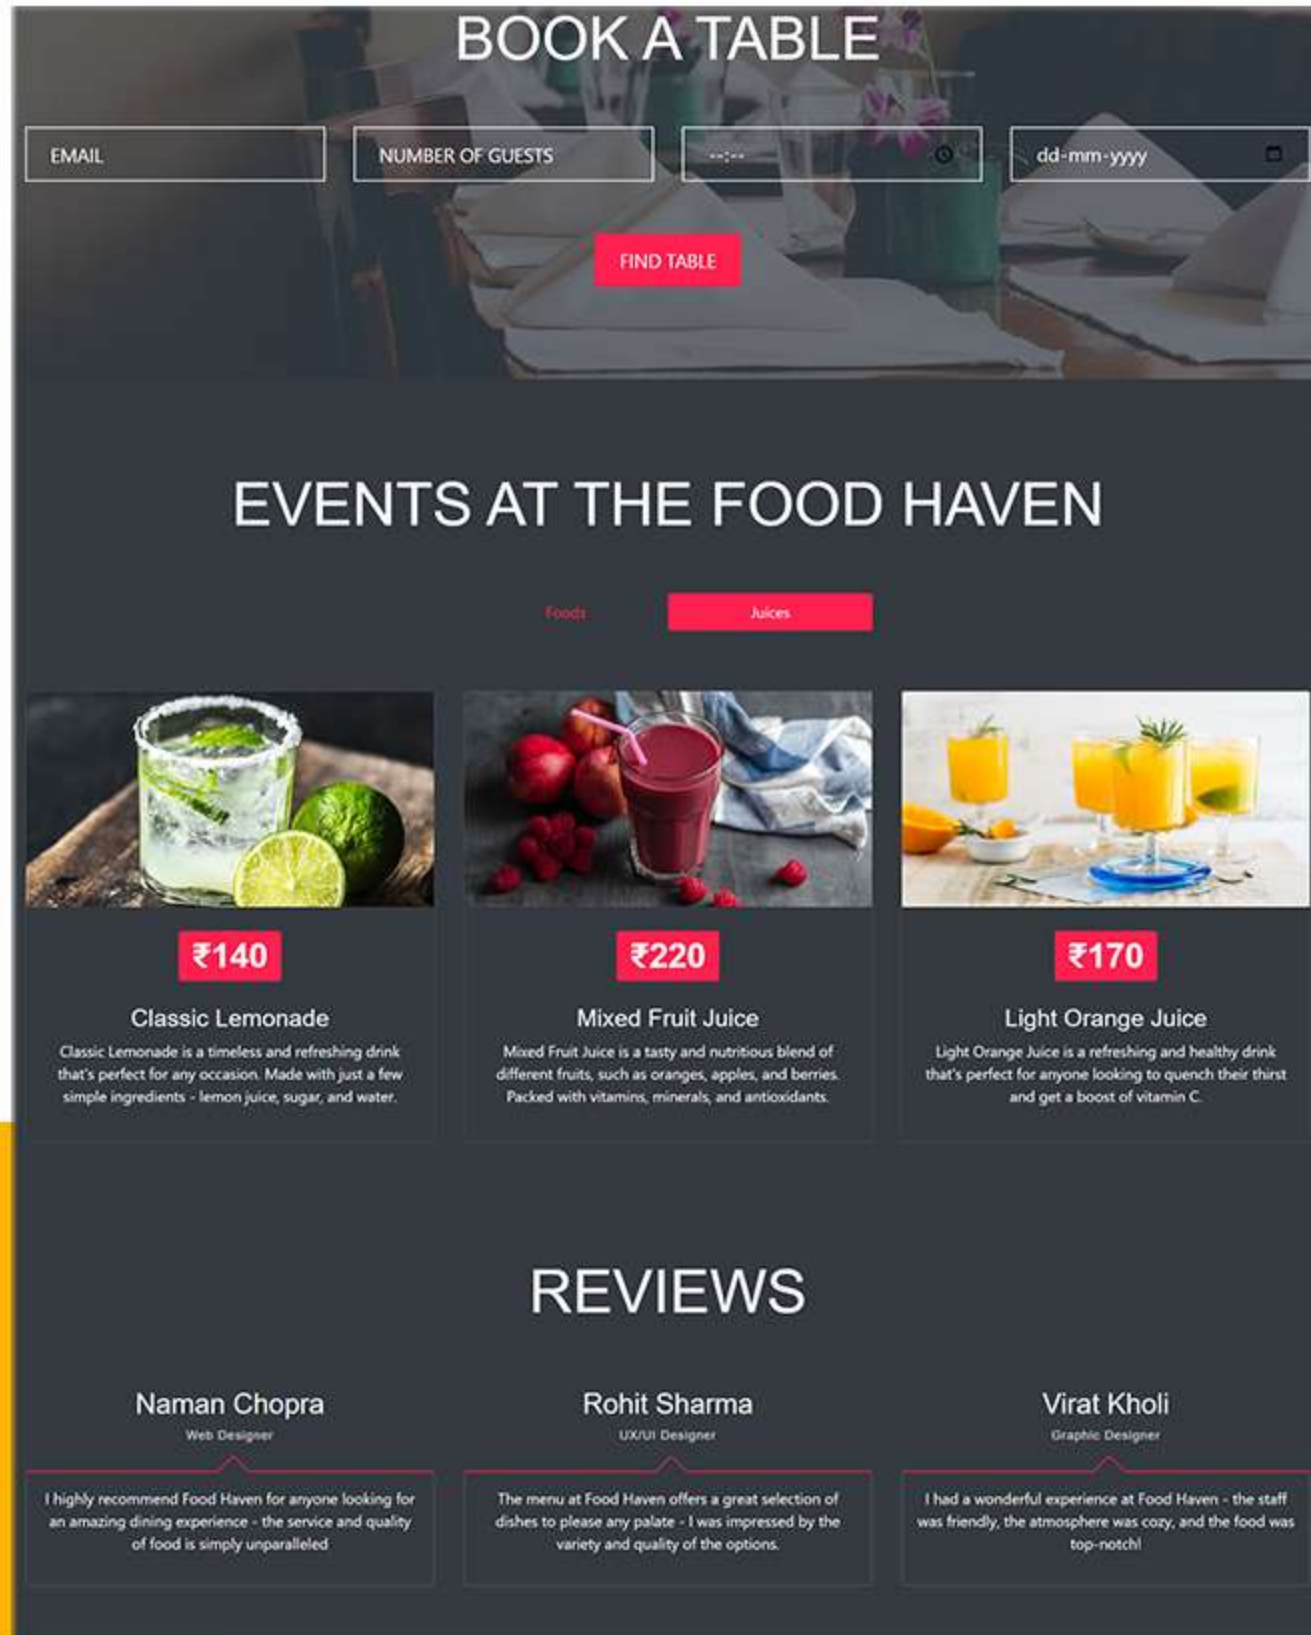 BOOK A TABLE
EMAIL
NUMBER OF GUESTS
--:--
dd-mm-yyyy
FIND TABLE
EVENTS AT THE FOOD HAVEN
Foods
Juices
₹140
Classic Lemonade
Classic Lemonade is a timeless and refreshing drink
that's perfect for any occasion. Made with just a few
simple ingredients - lemon juice, sugar, and water.
₹220
Mixed Fruit Juice
Mixed Fruit Juice is a tasty and nutritious blend of
different fruits, such as oranges, apples, and berries.
Packed with vitamins, minerals, and antioxidants.
₹170
Light Orange Juice
Light Orange Juice is a refreshing and healthy drink
that's perfect for anyone looking to quench their thirst
and get a boost of vitamin C.
REVIEWS
Naman Chopra
Web Designer
I highly recommend Food Haven for anyone looking for
an amazing dining experience - the service and quality
of food is simply unparalleled
Rohit Sharma
UX/UI Designer
The menu at Food Haven offers a great selection of
dishes to please any palate - I was impressed by the
variety and quality of the options.
Virat Kholi
Graphic Designer
I had a wonderful experience at Food Haven - the staff
was friendly, the atmosphere was cozy, and the food was
top-notch!